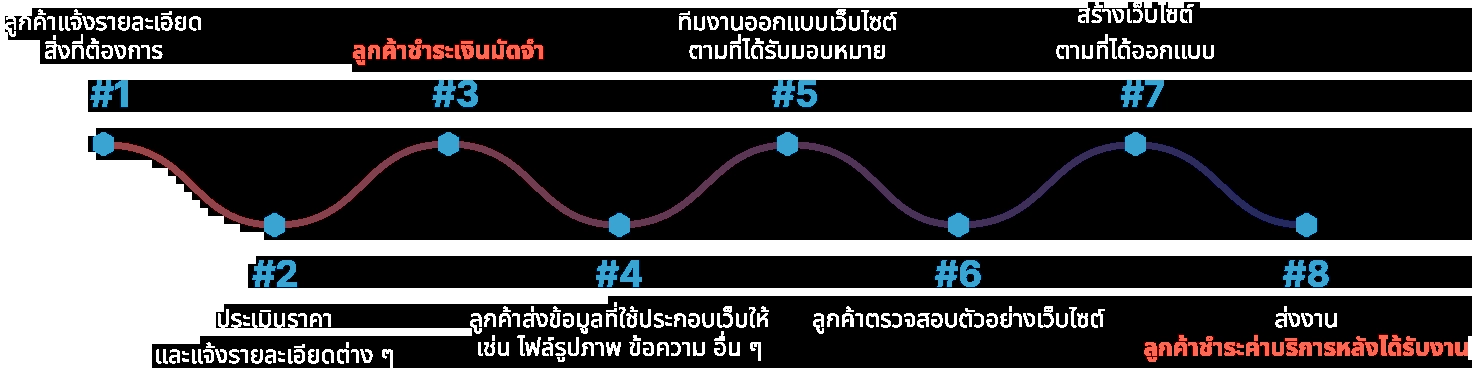 ลูกค้าแจ้งรายละเอียด
สิ่งที่ต้องการ
#1
ประเมินราคา
และแจ้งรายละเอียดต่าง ๆ
#2
ลูกค้าชำระเงินมัดจำ
#3
#4
ลูกค้าส่งข้อมูลที่ใช้ประกอบเว็บให้
เช่น ไฟล์รูปภาพ ข้อความ อื่น ๆ
ทีมงานออกแบบเว็บไซต์
ตามที่ได้รับมอบหมาย
#5
#6
ลูกค้าตรวจสอบตัวอย่างเว็บไซต์
สร้างเว็บไซต์
ตามที่ได้ออกแบบ
#7
#8
ส่งงาน
ลูกค้าชำระค่าบริการหลังได้รับงาน